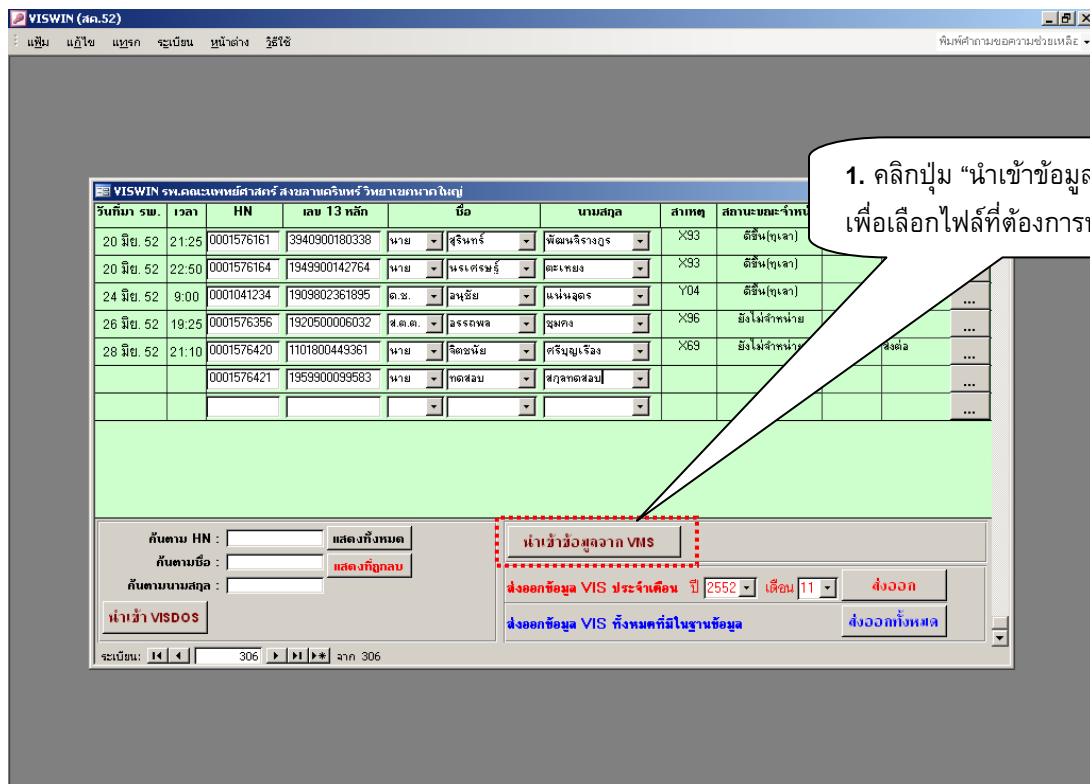 VISWIN (สค.52)
แฟ้ม แก้ไข แทรก ระเบียน หน้าต่าง วิธีใช้ พิมพ์คำถามขอความช่วยเหลือ
1. คลิกปุ่ม “นำเข้าข้อมูล
เพื่อเลือกไฟล์ที่ต้องการ
VISWIN รพ.คณะแพทย์ศาสตร์ สงขลานครินทร์ วิทยาเขตหาดใหญ่
วันที่มา รพ. เวลา HN เลข 13 หลัก ชื่อ นามสกุล สาเหตุ สถานะขณะจำหน่
20 มิย. 52 21:25 0001576161 3940900180338 นาย สุรินทร์ พัฒนจิรางกูร X93 ดีขึ้น(ทุเลา)
20 มิย. 52 22:50 0001576164 1949900142764 นาย นรเศรษฐ์ ตะเหยง X93 ดีขึ้น(ทุเลา)
24 มิย. 52 9:00 0001041234 1909802361895 ด.ช. อนุชัย แน่นอุดร Y04 ดีขึ้น(ทุเลา) ...
26 มิย. 52 19:25 0001576356 1920500006032 ส.ต.ต. อรรถพล ชุมคง X96 ยังไม่จำหน่าย ...
28 มิย. 52 21:10 0001576420 1101800449361 นาย จิตชนัย ศรีบุญเรือง X69 ยังไม่จำหน่าย ส่งต่อ ...
0001576421 1959900099583 นาย ทดสอบ สกุลทดสอบ ...
...
ค้นตาม HN : แสดงทั้งหมด นำเข้าข้อมูลจาก VMS
ค้นตามชื่อ : แสดงที่ถูกลบ
ค้นตามนามสกุล : ส่งออกข้อมูล VIS ประจำเดือน ปี 2552 เดือน 11 ส่งออก
นำเข้า VISDOS ส่งออกข้อมูล VIS ทั้งหมดที่มีในฐานข้อมูล ส่งออกทั้งหมด
ระเบียน: 306 จาก 306